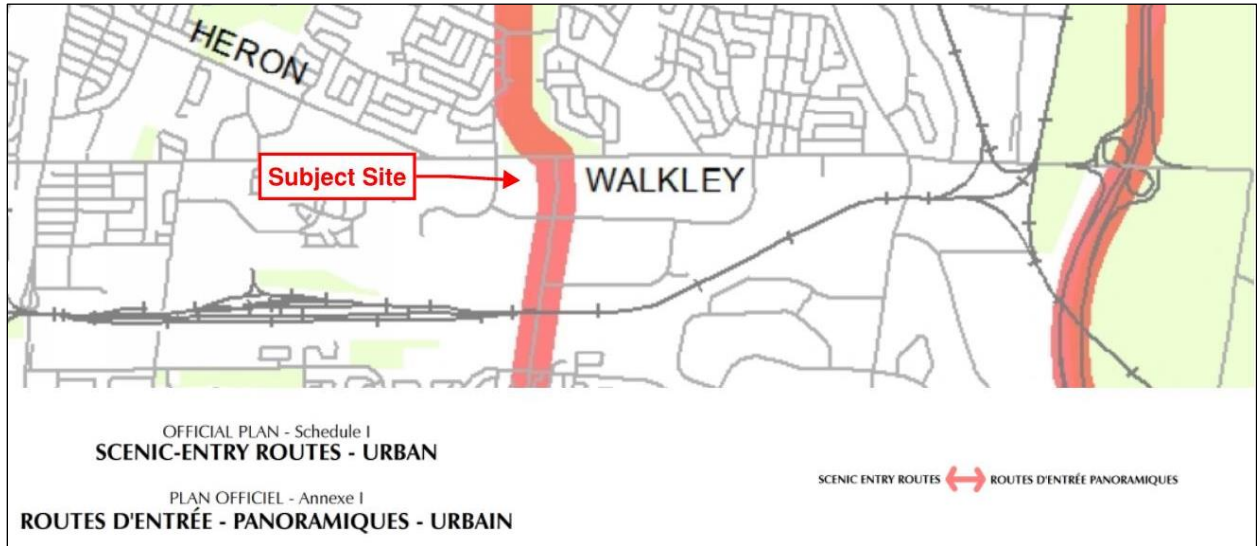 HERON
Subject Site
WALKLEY
OFFICIAL PLAN - Schedule I
SCENIC-ENTRY ROUTES - URBAN
PLAN OFFICIEL - Annexe I
ROUTES D'ENTRÉE - PANORAMIQUES - URBAIN
SCENIC ENTRY ROUTES ROUTES D'ENTRÉE PANORAMIQUES